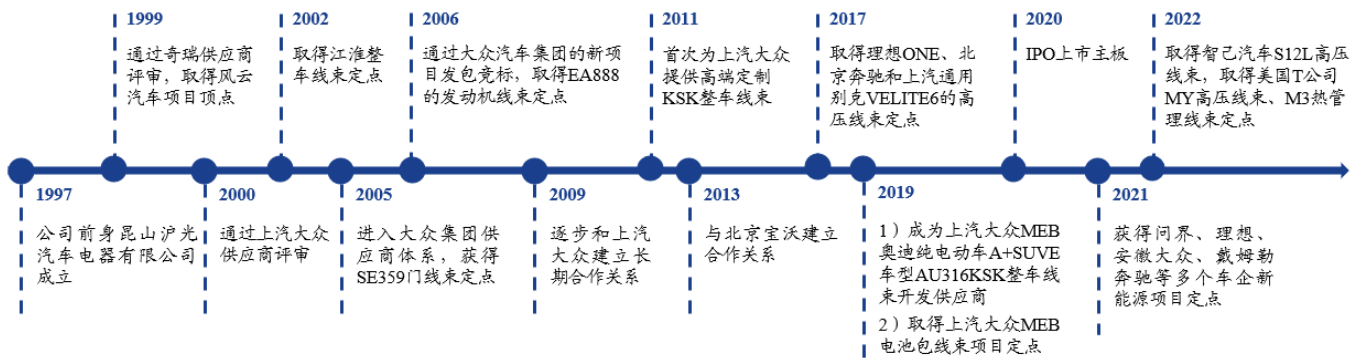 1999
通过奇瑞供应商
评审，取得风云
汽车项目顶点
2002
取得江淮整
车线束定点
2006
通过大众汽车集团的新项
目发包竞标，取得EA888
的发动机线束定点
2011
首次为上汽大众
提供高端定制
KSK整车线束
2017
取得理想ONE、北
京奔驰和上汽通用
别克VELITE6的高
压线束定点
2020
IPO上市主板
2022
取得智己汽车S12L高压
线束，取得美国T公司
MY高压线束、M3热管
理线束定点
1997
公司前身昆山沪光
汽车电器有限公司
成立
2000
通过上汽大众
供应商评审
2005
进入大众集团供
应商体系，获得
SE359门线束定点
2009
逐步和上汽
大众建立长
期合作关系
2013
与北京宝沃建立
合作关系
2019
1）成为上汽大众MEB
奥迪纯电动车A+SUVE
车型AU316KSK整车线
束开发供应商
2）取得上汽大众MEB
电池包线束项目定点
2021
获得问界、理想、
安徽大众、戴姆勒
奔驰等多个车企新
能源项目定点